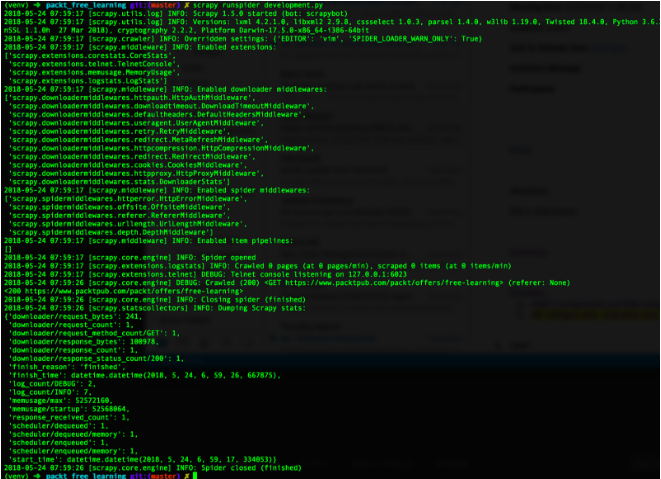 (venv) → packt_free_learning git:(master) ✗ scrapy runspider development.py
2018-05-24 07:59:17 [scrapy.utils.log] INFO: Scrapy 1.5.0 started (bot: scrapybot)
2018-05-24 07:59:17 [scrapy.utils.log] INFO: Versions: lxml 4.2.1.0, libxml2 2.9.8, cssselect 1.0.3, parsel 1.4.0, w3lib 1.19.0, Twisted 18.4.0, Python 3.6.
nSSL 1.1.0h  27 Mar 2018), cryptography 2.2.2, Platform Darwin-17.5.0-x86_64-i386-64bit
2018-05-24 07:59:17 [scrapy.crawler] INFO: Overridden settings: {'EDITOR': 'vim', 'SPIDER_LOADER_WARN_ONLY': True}
2018-05-24 07:59:17 [scrapy.middleware] INFO: Enabled extensions:
['scrapy.extensions.corestats.CoreStats',
 'scrapy.extensions.telnet.TelnetConsole',
 'scrapy.extensions.memusage.MemoryUsage',
 'scrapy.extensions.logstats.LogStats']
2018-05-24 07:59:17 [scrapy.middleware] INFO: Enabled downloader middlewares:
['scrapy.downloadermiddlewares.httpauth.HttpAuthMiddleware',
 'scrapy.downloadermiddlewares.downloadtimeout.DownloadTimeoutMiddleware',
 'scrapy.downloadermiddlewares.defaultheaders.DefaultHeadersMiddleware',
 'scrapy.downloadermiddlewares.useragent.UserAgentMiddleware',
 'scrapy.downloadermiddlewares.retry.RetryMiddleware',
 'scrapy.downloadermiddlewares.redirect.MetaRefreshMiddleware',
 'scrapy.downloadermiddlewares.httpcompression.HttpCompressionMiddleware',
 'scrapy.downloadermiddlewares.redirect.RedirectMiddleware',
 'scrapy.downloadermiddlewares.cookies.CookiesMiddleware',
 'scrapy.downloadermiddlewares.httpproxy.HttpProxyMiddleware',
 'scrapy.downloadermiddlewares.stats.DownloaderStats']
2018-05-24 07:59:17 [scrapy.middleware] INFO: Enabled spider middlewares:
['scrapy.spidermiddlewares.httperror.HttpErrorMiddleware',
 'scrapy.spidermiddlewares.offsite.OffsiteMiddleware',
 'scrapy.spidermiddlewares.referer.RefererMiddleware',
 'scrapy.spidermiddlewares.urllength.UrlLengthMiddleware',
 'scrapy.spidermiddlewares.depth.DepthMiddleware']
2018-05-24 07:59:17 [scrapy.middleware] INFO: Enabled item pipelines:
[]
2018-05-24 07:59:17 [scrapy.core.engine] INFO: Spider opened
2018-05-24 07:59:17 [scrapy.extensions.logstats] INFO: Crawled 0 pages (at 0 pages/min), scraped 0 items (at 0 items/min)
2018-05-24 07:59:17 [scrapy.extensions.telnet] DEBUG: Telnet console listening on 127.0.0.1:6023
2018-05-24 07:59:26 [scrapy.core.engine] DEBUG: Crawled (200) <GET https://www.packtpub.com/packt/offers/free-learning> (referer: None)
<200 https://www.packtpub.com/packt/offers/free-learning>
2018-05-24 07:59:26 [scrapy.core.engine] INFO: Closing spider (finished)
2018-05-24 07:59:26 [scrapy.statscollectors] INFO: Dumping Scrapy stats:
{'downloader/request_bytes': 241,
 'downloader/request_count': 1,
 'downloader/request_method_count/GET': 1,
 'downloader/response_bytes': 100978,
 'downloader/response_count': 1,
 'downloader/response_status_count/200': 1,
 'finish_reason': 'finished',
 'finish_time': datetime.datetime(2018, 5, 24, 6, 59, 26, 667875),
 'log_count/DEBUG': 2,
 'log_count/INFO': 7,
 'memusage/max': 52572160,
 'memusage/startup': 52568064,
 'response_received_count': 1,
 'scheduler/dequeued': 1,
 'scheduler/dequeued/memory': 1,
 'scheduler/enqueued': 1,
 'scheduler/enqueued/memory': 1,
 'start_time': datetime.datetime(2018, 5, 24, 6, 59, 17, 334053)}
2018-05-24 07:59:26 [scrapy.core.engine] INFO: Spider closed (finished)
(venv) → packt_free_learning git:(master) ✗